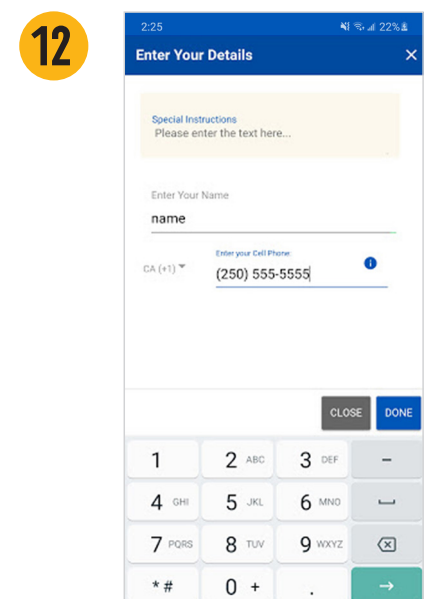 12
2:25 22%
Enter Your Details ×
Special Instructions
Please enter the text here...
Enter Your Name
name
Enter your Cell Phone:
CA (+1) (250) 555-5555
CLOSE DONE
1 2 ABC 3 DEF -
4 GHI 5 JKL 6 MNO
7 PQRS 8 TUV 9 WXYZ
* # 0 + .